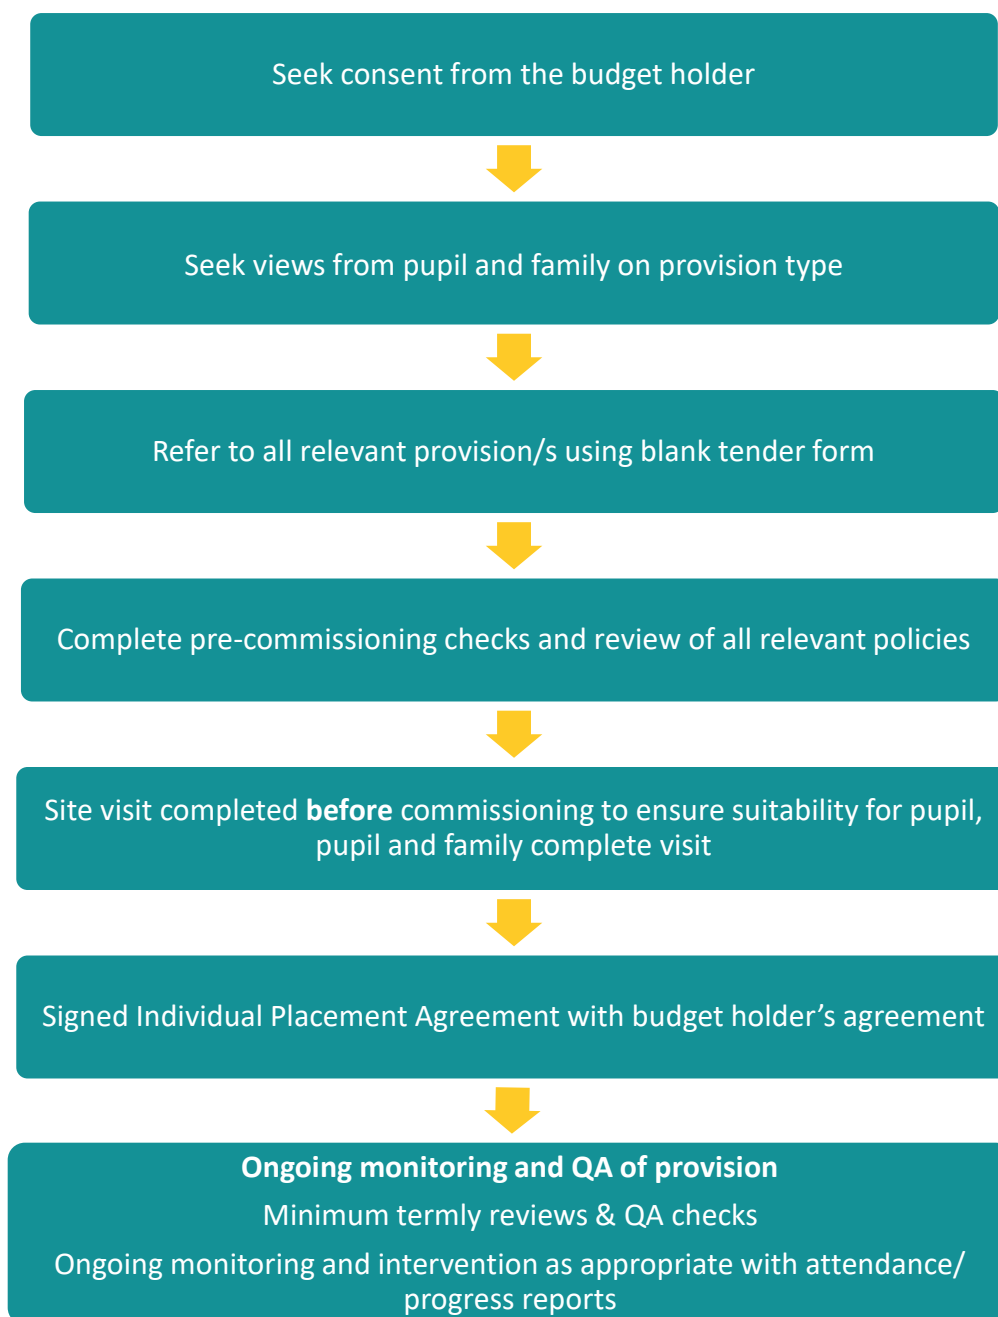 Seek consent from the budget holder
Seek views from pupil and family on provision type
Refer to all relevant provision/s using blank tender form
Complete pre-commissioning checks and review of all relevant policies
Site visit completed before commissioning to ensure suitability for pupil,
pupil and family complete visit
Signed Individual Placement Agreement with budget holder’s agreement
Ongoing monitoring and QA of provision
Minimum termly reviews & QA checks
Ongoing monitoring and intervention as appropriate with attendance/
progress reports